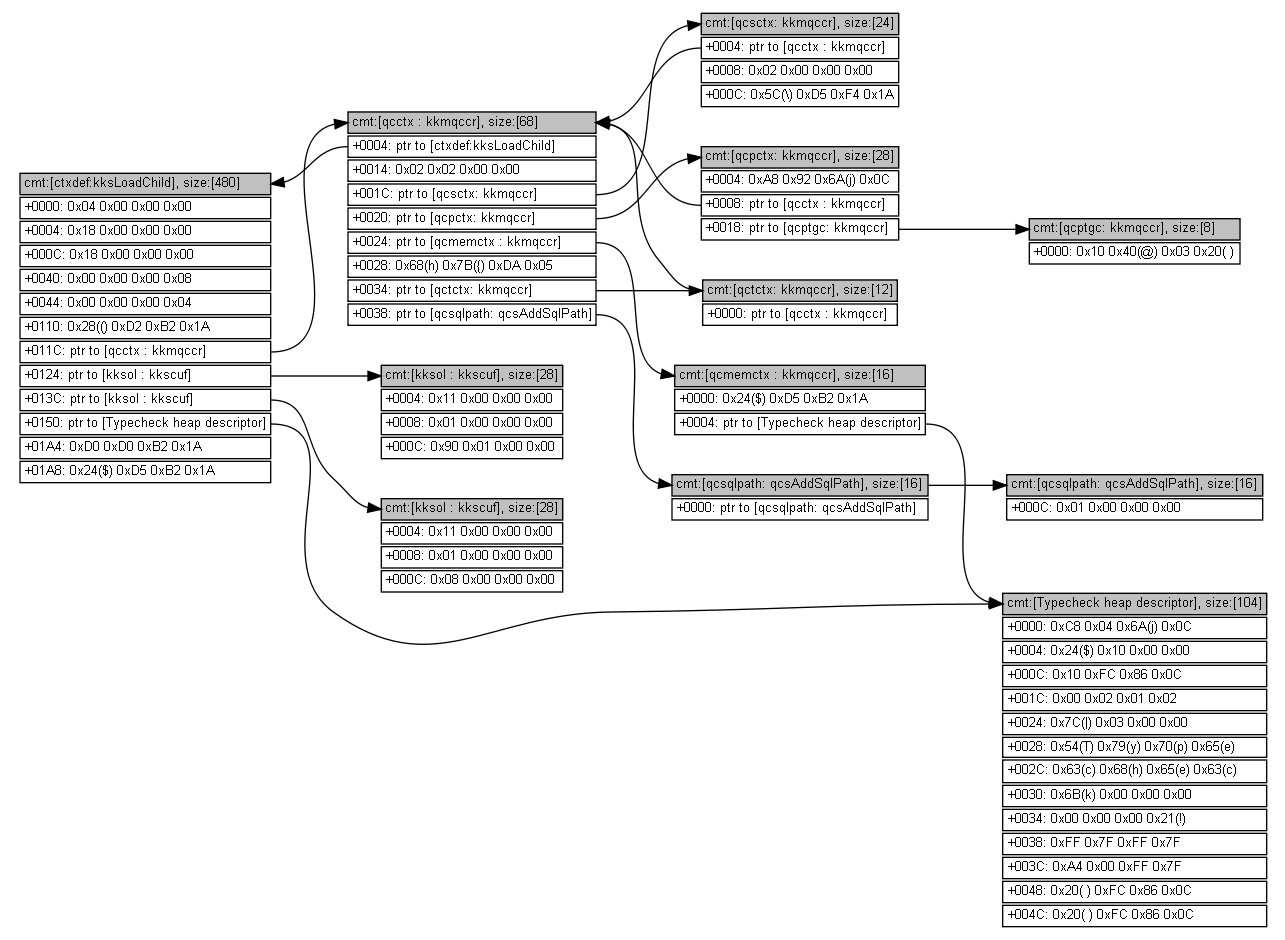 cmt:[qcsctx: kkmqccr], size:[24]
+0004: ptr to [qcctx : kkmqccr]
+0008: 0x02 0x00 0x00 0x00
+000C: 0x5C(\) 0xD5 0xF4 0x1A
cmt:[qcctx : kkmqccr], size:[68]
+0004: ptr to [ctxdef:kksLoadChild]
+0014: 0x02 0x02 0x00 0x00
+001C: ptr to [qcsctx: kkmqccr]
+0020: ptr to [qcpctx: kkmqccr]
+0024: ptr to [qcmemctx : kkmqccr]
+0028: 0x68(h) 0x7B({) 0xDA 0x05
+0034: ptr to [qctctx: kkmqccr]
+0038: ptr to [qcsqlpath: qcsAddSqlPath]
cmt:[qcpctx: kkmqccr], size:[28]
+0004: 0xA8 0x92 0x6A(j) 0x0C
+0008: ptr to [qcctx : kkmqccr]
+0018: ptr to [qcptgc: kkmqccr]
cmt:[ctxdef:kksLoadChild], size:[480]
+0000: 0x04 0x00 0x00 0x00
+0004: 0x18 0x00 0x00 0x00
+000C: 0x18 0x00 0x00 0x00
+0040: 0x00 0x00 0x00 0x08
+0044: 0x00 0x00 0x00 0x04
+0110: 0x28(() 0xD2 0xB2 0x1A
+011C: ptr to [qcctx : kkmqccr]
+0124: ptr to [kksol : kkscuf]
+013C: ptr to [kksol : kkscuf]
+0150: ptr to [Typecheck heap descriptor]
+01A4: 0xD0 0xD0 0xB2 0x1A
+01A8: 0x24($) 0xD5 0xB2 0x1A
cmt:[qcptgc: kkmqccr], size:[8]
+0000: 0x10 0x40(@) 0x03 0x20( )
cmt:[qctctx: kkmqccr], size:[12]
+0000: ptr to [qcctx : kkmqccr]
cmt:[kksol : kkscuf], size:[28]
+0004: 0x11 0x00 0x00 0x00
+0008: 0x01 0x00 0x00 0x00
+000C: 0x90 0x01 0x00 0x00
cmt:[qcmemctx : kkmqccr], size:[16]
+0000: 0x24($) 0xD5 0xB2 0x1A
+0004: ptr to [Typecheck heap descriptor]
cmt:[qcsqlpath: qcsAddSqlPath], size:[16]
+0000: ptr to [qcsqlpath: qcsAddSqlPath]
cmt:[qcsqlpath: qcsAddSqlPath], size:[16]
+000C: 0x01 0x00 0x00 0x00
cmt:[kksol : kkscuf], size:[28]
+0004: 0x11 0x00 0x00 0x00
+0008: 0x01 0x00 0x00 0x00
+000C: 0x08 0x00 0x00 0x00
cmt:[Typecheck heap descriptor], size:[104]
+0000: 0xC8 0x04 0x6A(j) 0x0C
+0004: 0x24($) 0x10 0x00 0x00
+000C: 0x10 0xFC 0x86 0x0C
+001C: 0x00 0x02 0x01 0x02
+0024: 0x7C(|) 0x03 0x00 0x00
+0028: 0x54(T) 0x79(y) 0x70(p) 0x65(e)
+002C: 0x63(c) 0x68(h) 0x65(e) 0x63(c)
+0030: 0x6B(k) 0x00 0x00 0x00
+0034: 0x00 0x00 0x00 0x21(!)
+0038: 0xFF 0x7F 0xFF 0x7F
+003C: 0xA4 0x00 0xFF 0x7F
+0048: 0x20( ) 0xFC 0x86 0x0C
+004C: 0x20( ) 0xFC 0x86 0x0C